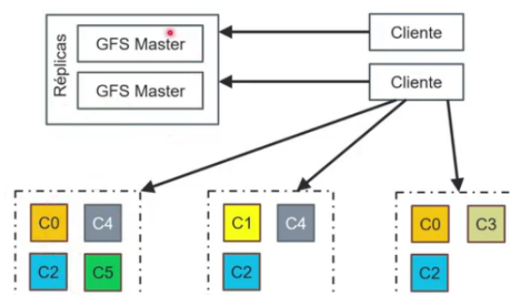 Réplicas
GFS Master
GFS Master
Cliente
Cliente
C0 C4
C2 C5
C1 C4
C2
C0 C3
C2